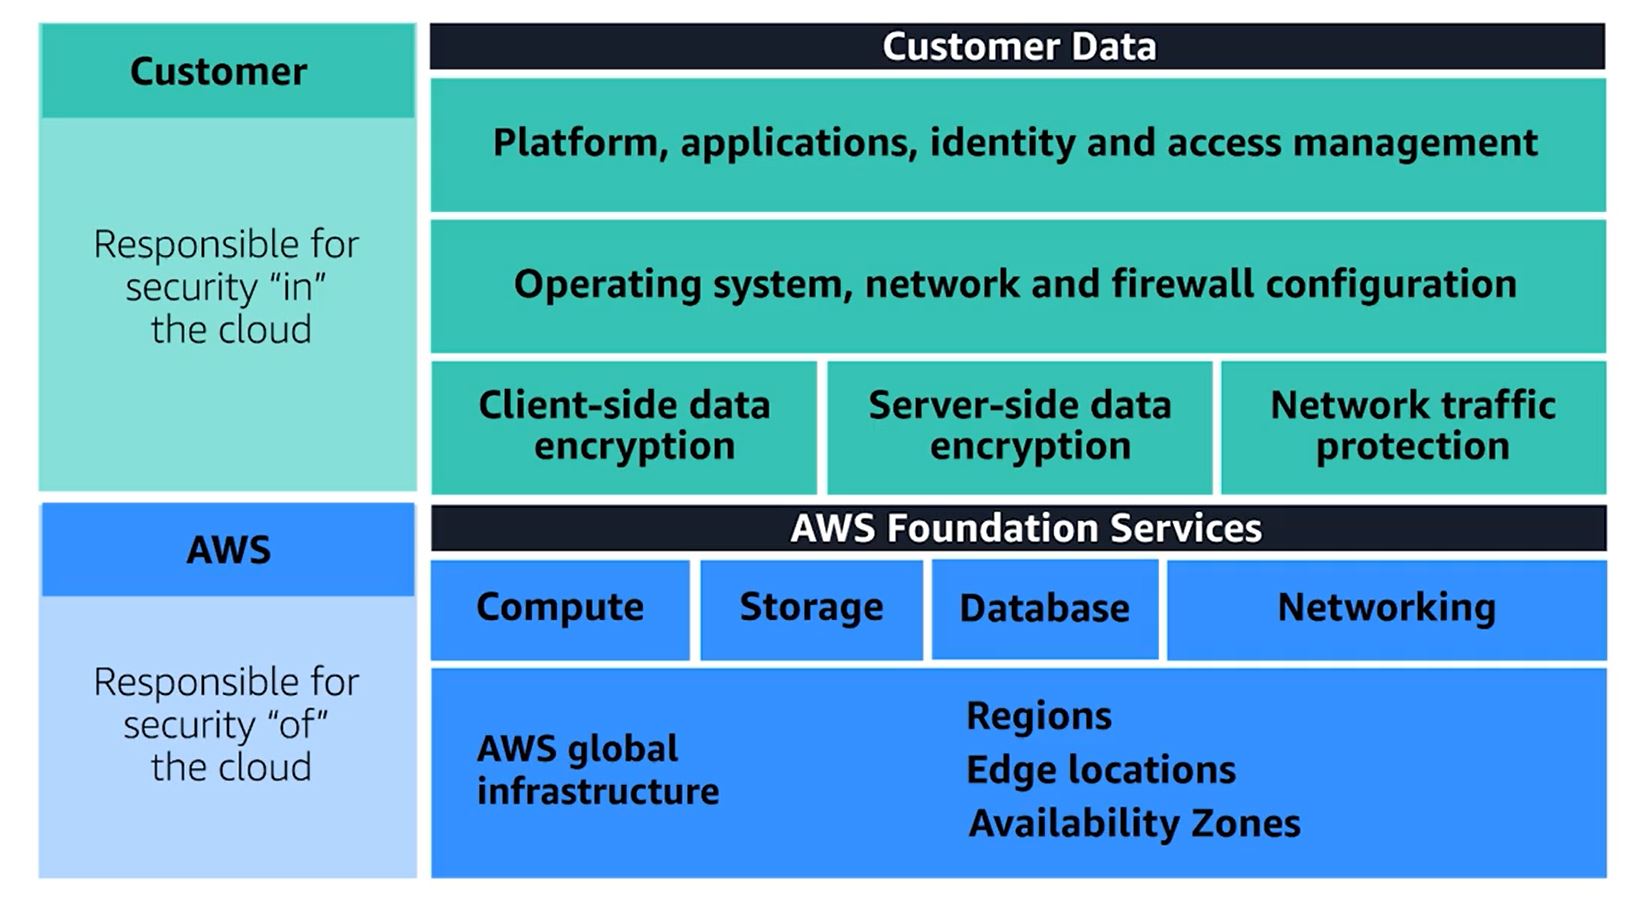 Customer
Responsible for
security “in”
the cloud
Customer Data
Platform, applications, identity and access management
Operating system, network and firewall configuration
Client-side data
encryption
Server-side data
encryption
Network traffic
protection
AWS
Responsible for
security “of”
the cloud
AWS Foundation Services
Compute
Storage
Database
Networking
AWS global
infrastructure
Regions
Edge locations
Availability Zones